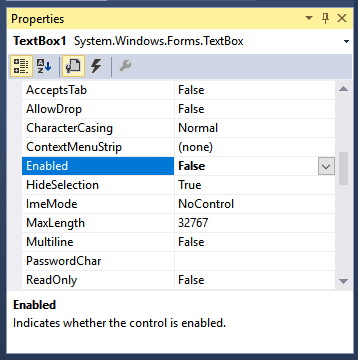 Properties
TextBox1 System.Windows.Forms.TextBox
AcceptsTab False
AllowDrop False
CharacterCasing Normal
ContextMenuStrip (none)
Enabled False
HideSelection True
ImeMode NoControl
MaxLength 32767
Multiline False
PasswordChar
ReadOnly False
Enabled
Indicates whether the control is enabled.